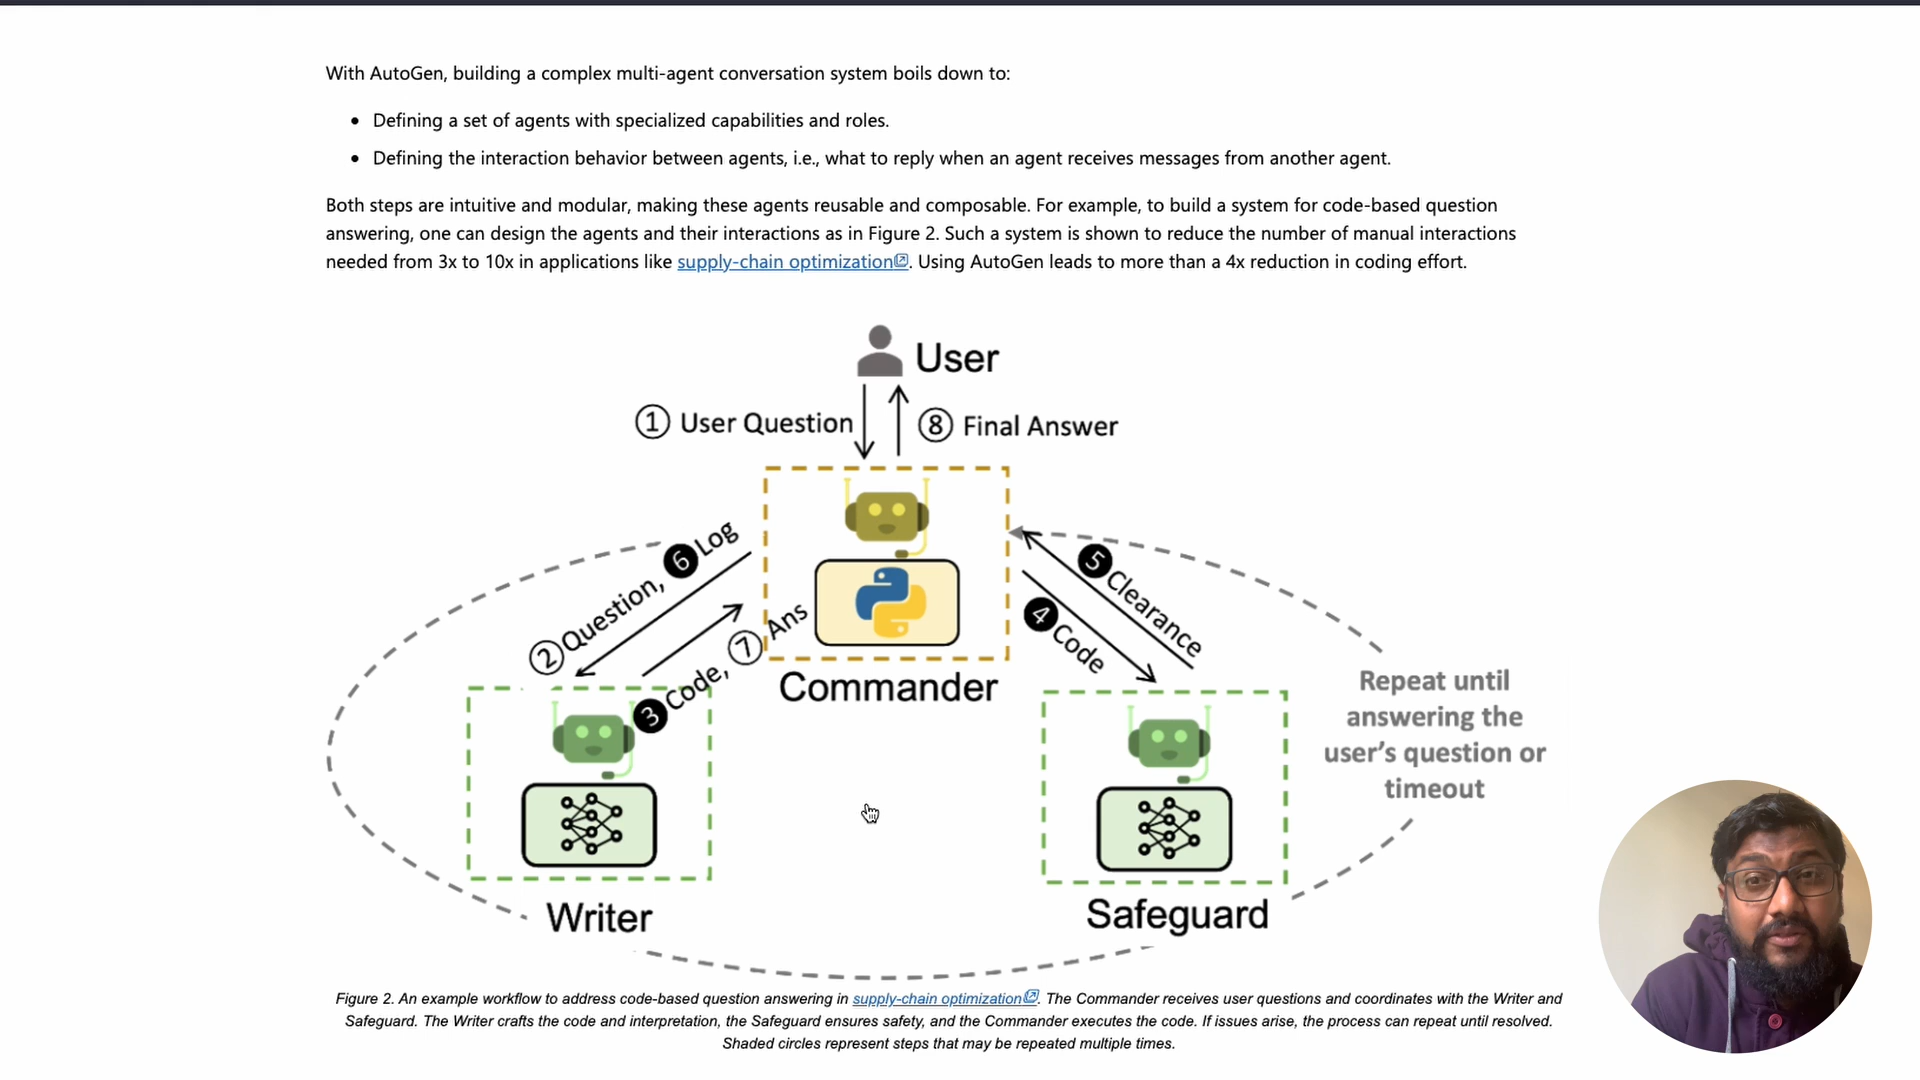 With AutoGen, building a complex multi-agent conversation system boils down to:
• Defining a set of agents with specialized capabilities and roles.
• Defining the interaction behavior between agents, i.e., what to reply when an agent receives messages from another agent.
Both steps are intuitive and modular, making these agents reusable and composable. For example, to build a system for code-based question
answering, one can design the agents and their interactions as in Figure 2. Such a system is shown to reduce the number of manual interactions
needed from 3x to 10x in applications like supply-chain optimization. Using AutoGen leads to more than a 4x reduction in coding effort.
User
① User Question
⑧ Final Answer
② Question, ❻ Log
❸ Code, ⑦ Ans
❺ Clearance
❹ Code
Commander
Repeat until
answering the
user's question or
timeout
Writer
Safeguard
Figure 2. An example workflow to address code-based question answering in supply-chain optimization. The Commander receives user questions and coordinates with the Writer and
Safeguard. The Writer crafts the code and interpretation, the Safeguard ensures safety, and the Commander executes the code. If issues arise, the process can repeat until resolved.
Shaded circles represent steps that may be repeated multiple times.